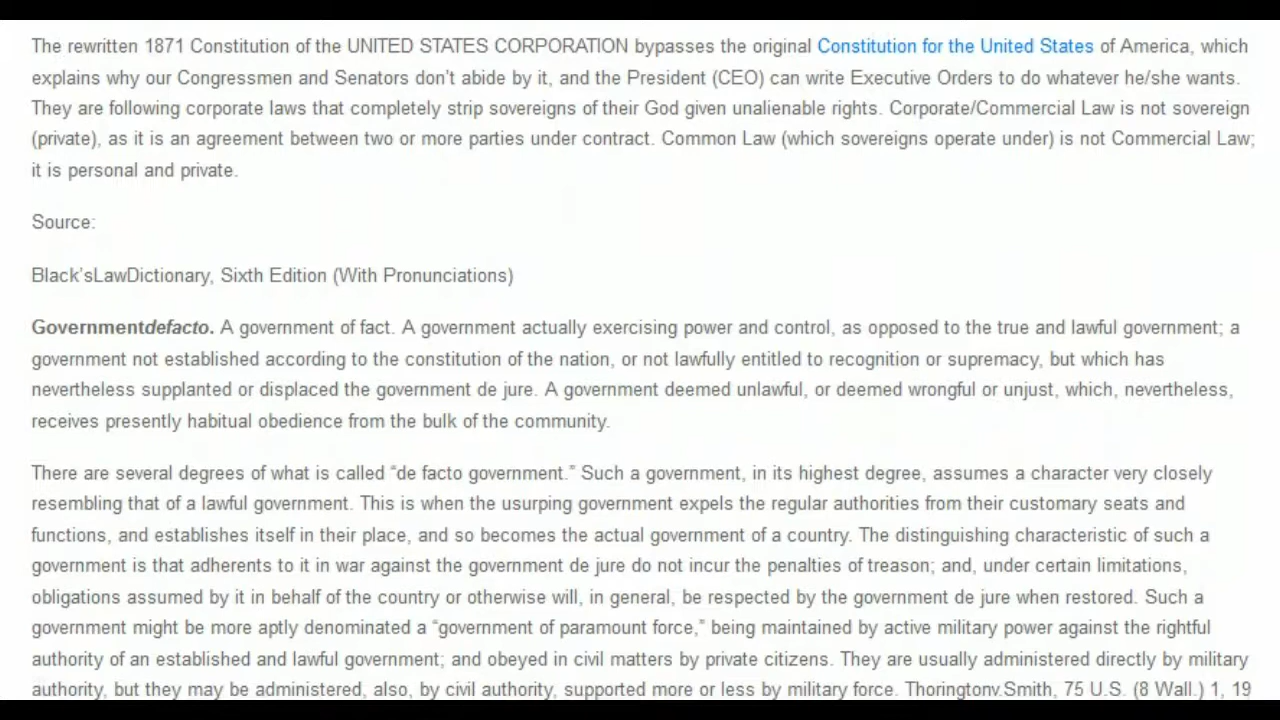 The rewritten 1871 Constitution of the UNITED STATES CORPORATION bypasses the original Constitution for the United States of America, which
explains why our Congressmen and Senators don't abide by it, and the President (CEO) can write Executive Orders to do whatever he/she wants.
They are following corporate laws that completely strip sovereigns of their God given unalienable rights. Corporate/Commercial Law is not sovereign
(private), as it is an agreement between two or more parties under contract. Common Law (which sovereigns operate under) is not Commercial Law;
it is personal and private.
Source:
Black'sLawDictionary, Sixth Edition (With Pronunciations)
Governmentdefacto. A government of fact. A government actually exercising power and control, as opposed to the true and lawful government; a
government not established according to the constitution of the nation, or not lawfully entitled to recognition or supremacy, but which has
nevertheless supplanted or displaced the government de jure. A government deemed unlawful, or deemed wrongful or unjust, which, nevertheless,
receives presently habitual obedience from the bulk of the community.
There are several degrees of what is called “de facto government.” Such a government, in its highest degree, assumes a character very closely
resembling that of a lawful government. This is when the usurping government expels the regular authorities from their customary seats and
functions, and establishes itself in their place, and so becomes the actual government of a country. The distinguishing characteristic of such a
government is that adherents to it in war against the government de jure do not incur the penalties of treason; and, under certain limitations,
obligations assumed by it in behalf of the country or otherwise will, in general, be respected by the government de jure when restored. Such a
government might be more aptly denominated a “government of paramount force,” being maintained by active military power against the rightful
authority of an established and lawful government; and obeyed in civil matters by private citizens. They are usually administered directly by military
authority, but they may be administered, also, by civil authority, supported more or less by military force. Thoringtonv.Smith, 75 U.S. (8 Wall.) 1, 19